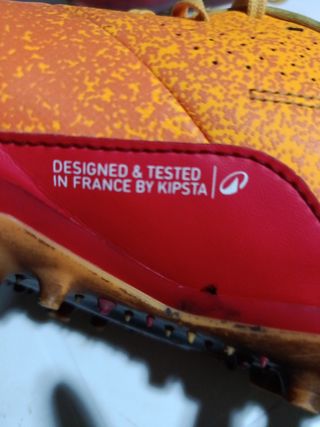 DESIGNED & TESTED
IN FRANCE BY KIPSTA